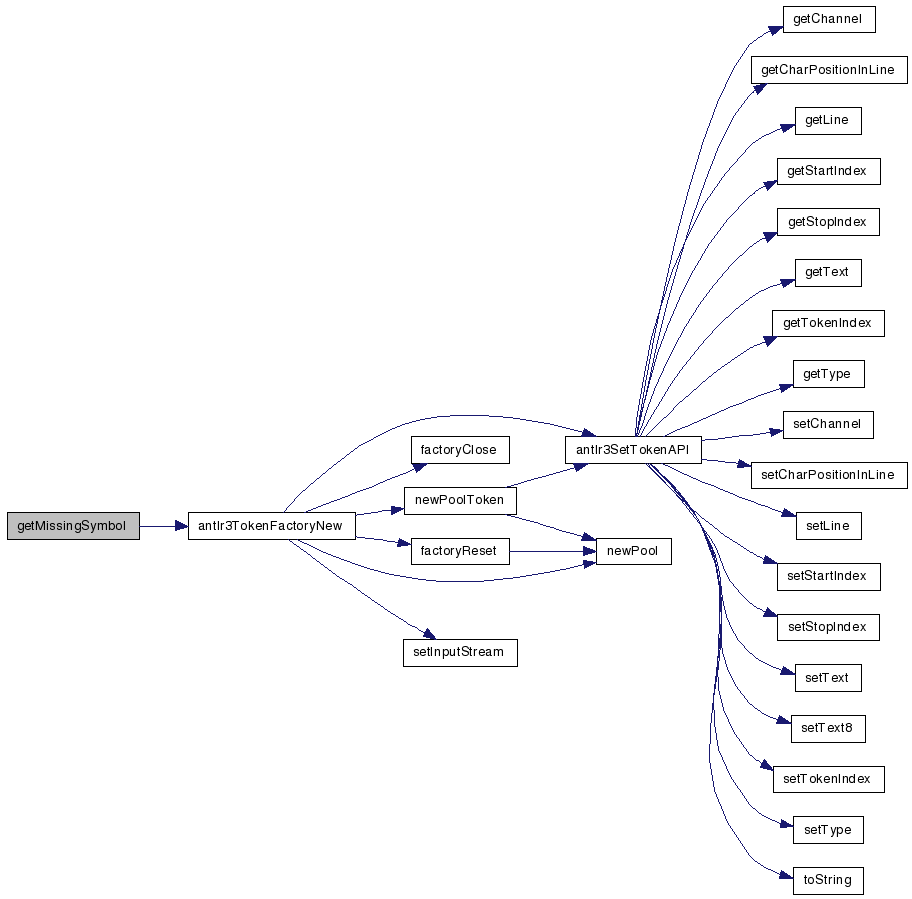 getMissingSymbol
antlr3TokenFactoryNew
factoryClose
newPoolToken
factoryReset
setInputStream
antlr3SetTokenAPI
newPool
getChannel
getCharPositionInLine
getLine
getStartIndex
getStopIndex
getText
getTokenIndex
getType
setChannel
setCharPositionInLine
setLine
setStartIndex
setStopIndex
setText
setText8
setTokenIndex
setType
toString